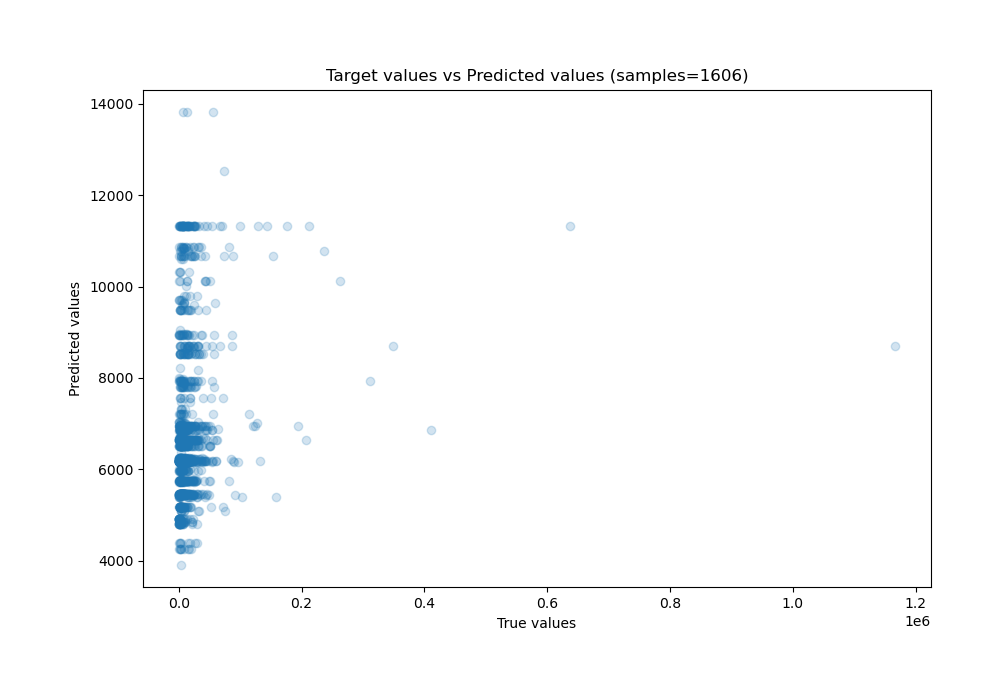 Target values vs Predicted values (samples=1606)
14000
12000
10000
8000
6000
4000
Predicted values
0.0 0.2 0.4 0.6 0.8 1.0 1.2
1e6
True values